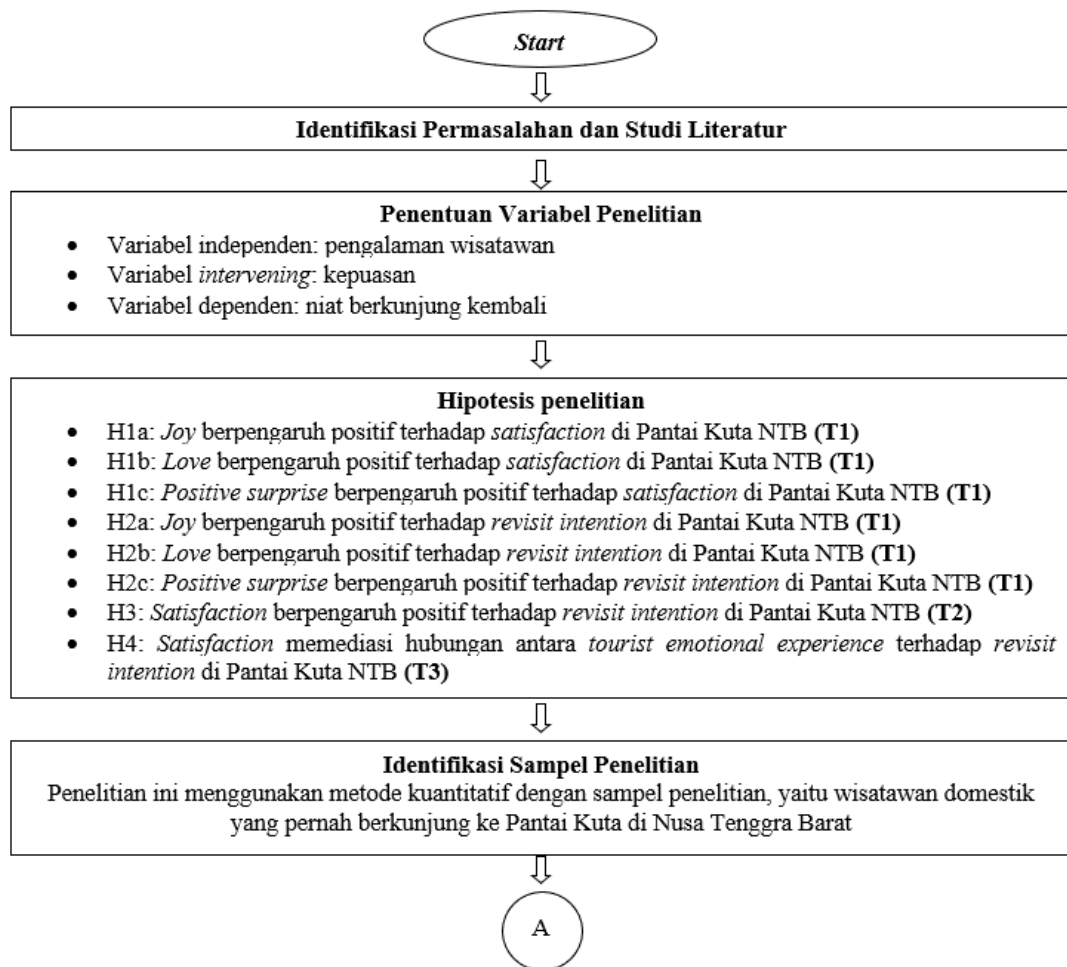 Start
Identifikasi Permasalahan dan Studi Literatur
Penentuan Variabel Penelitian
• Variabel independen: pengalaman wisatawan
• Variabel intervening: kepuasan
• Variabel dependen: niat berkunjung kembali
Hipotesis penelitian
• H1a: Joy berpengaruh positif terhadap satisfaction di Pantai Kuta NTB (T1)
• H1b: Love berpengaruh positif terhadap satisfaction di Pantai Kuta NTB (T1)
• H1c: Positive surprise berpengaruh positif terhadap satisfaction di Pantai Kuta NTB (T1)
• H2a: Joy berpengaruh positif terhadap revisit intention di Pantai Kuta NTB (T1)
• H2b: Love berpengaruh positif terhadap revisit intention di Pantai Kuta NTB (T1)
• H2c: Positive surprise berpengaruh positif terhadap revisit intention di Pantai Kuta NTB (T1)
• H3: Satisfaction berpengaruh positif terhadap revisit intention di Pantai Kuta NTB (T2)
• H4: Satisfaction memediasi hubungan antara tourist emotional experience terhadap revisit
intention di Pantai Kuta NTB (T3)
Identifikasi Sampel Penelitian
Penelitian ini menggunakan metode kuantitatif dengan sampel penelitian, yaitu wisatawan domestik
yang pernah berkunjung ke Pantai Kuta di Nusa Tenggra Barat
A